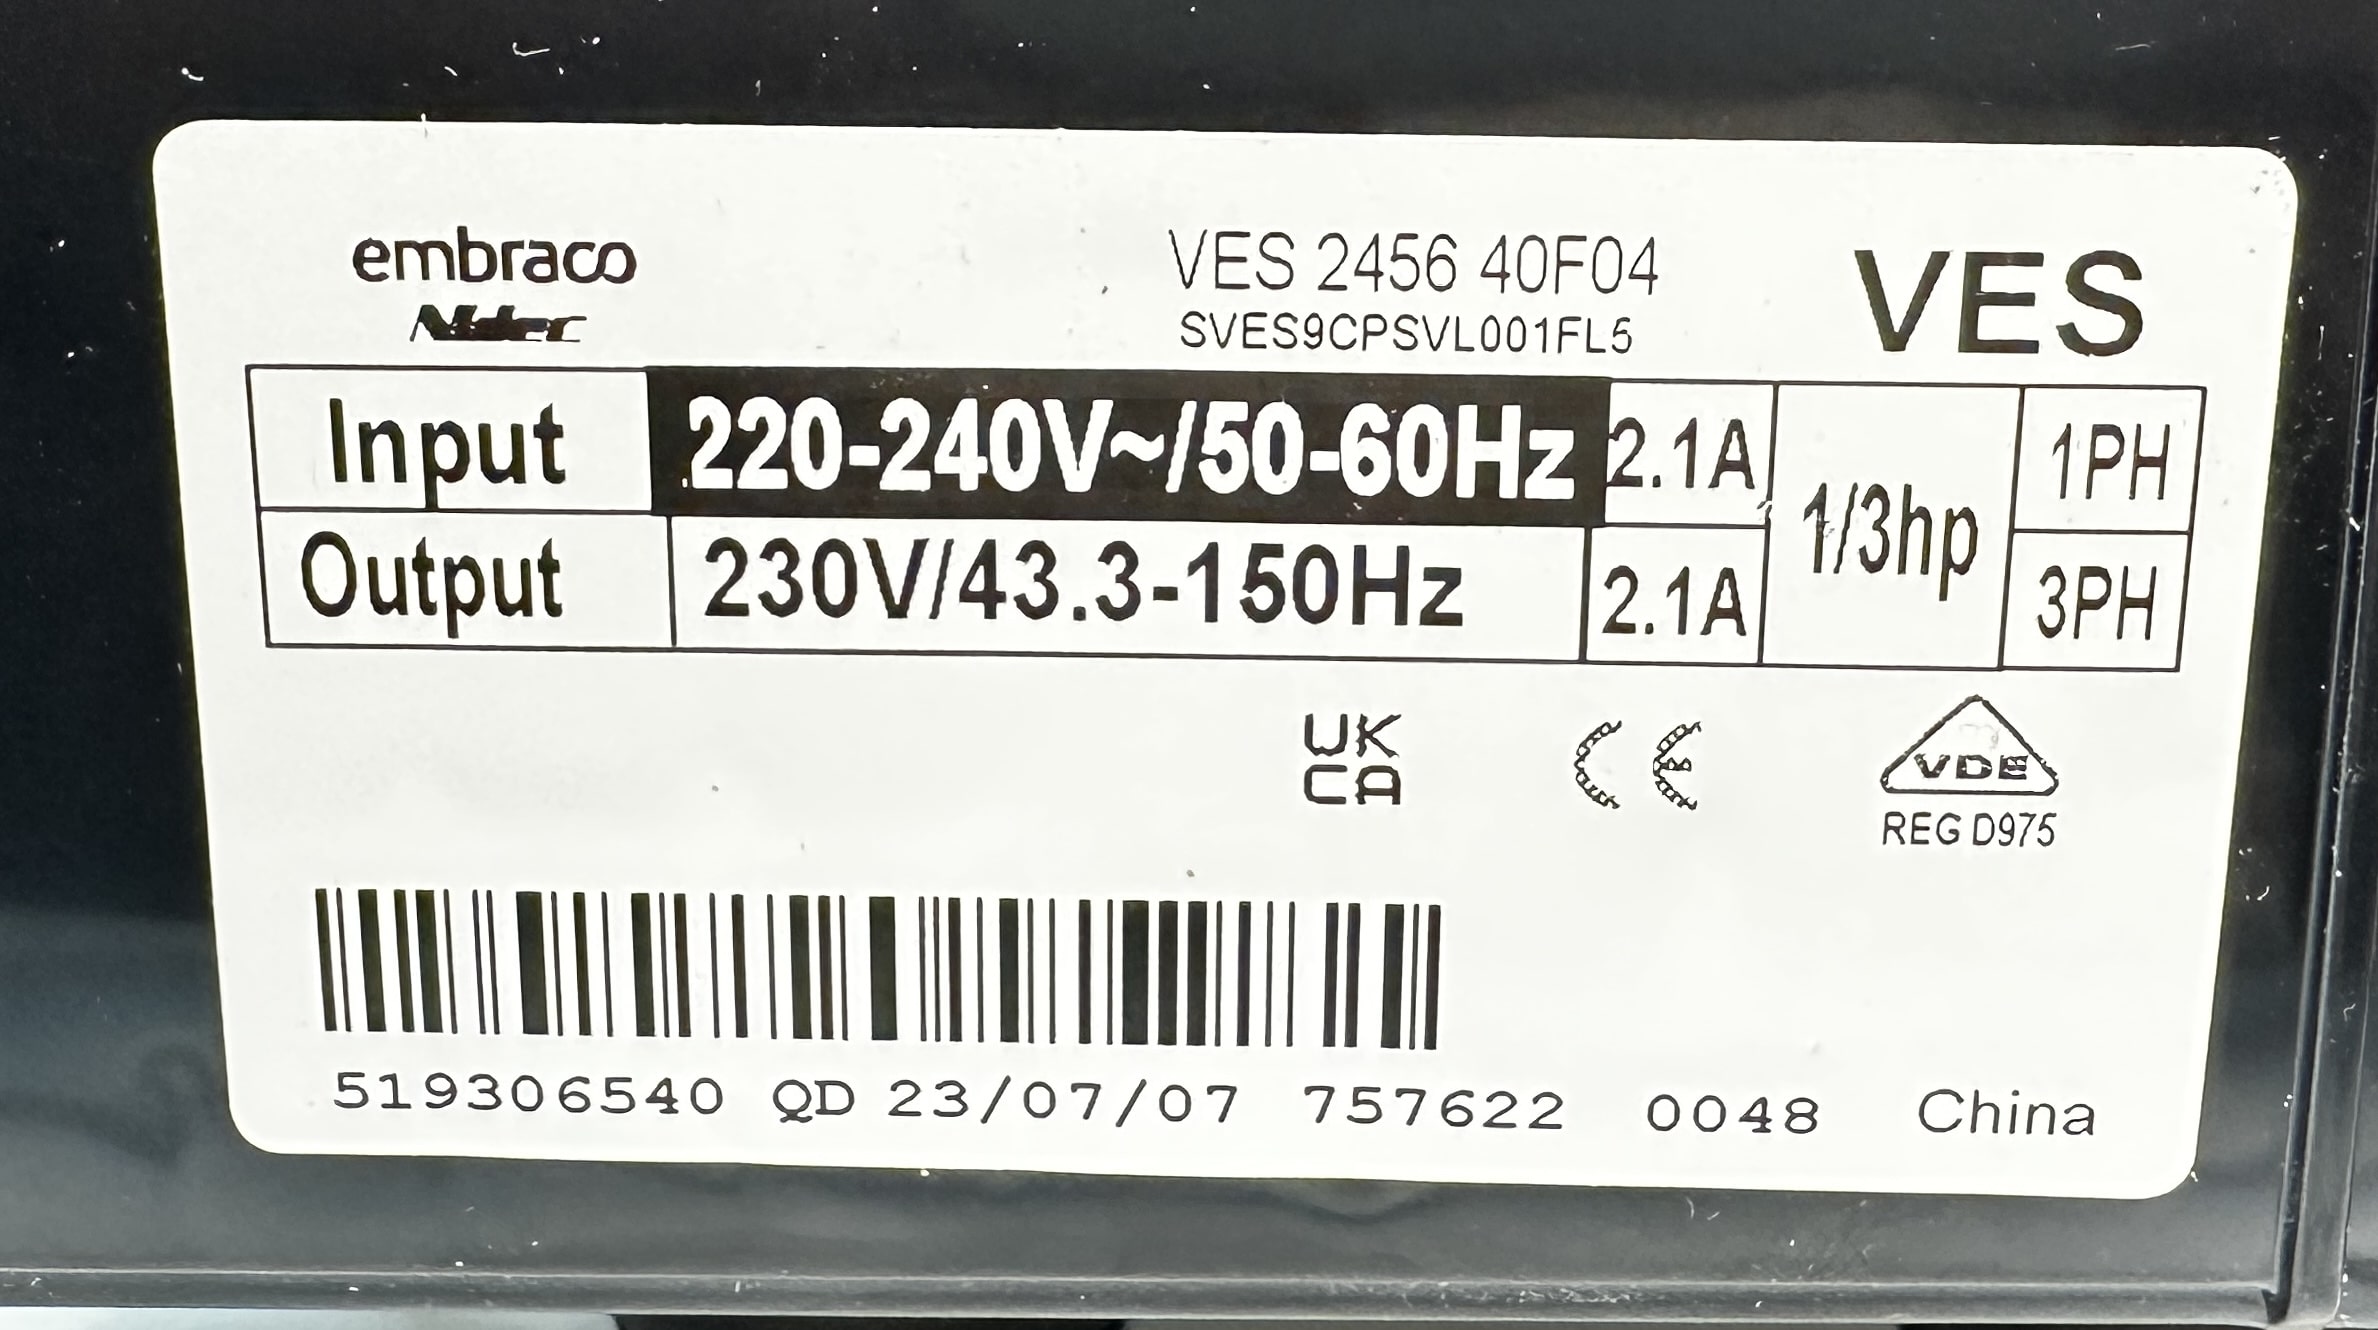 embraco
Nidec
VES 2456 40F04
SVES9CPSVL001FL5
VES
Input 220-240V~/50-60Hz 2.1A 1/3hp 1PH
Output 230V/43.3-150Hz 2.1A 3PH
UK
CA
CE
VDE
REG D975
519306540 QD 23/07/07 757622 0048 China